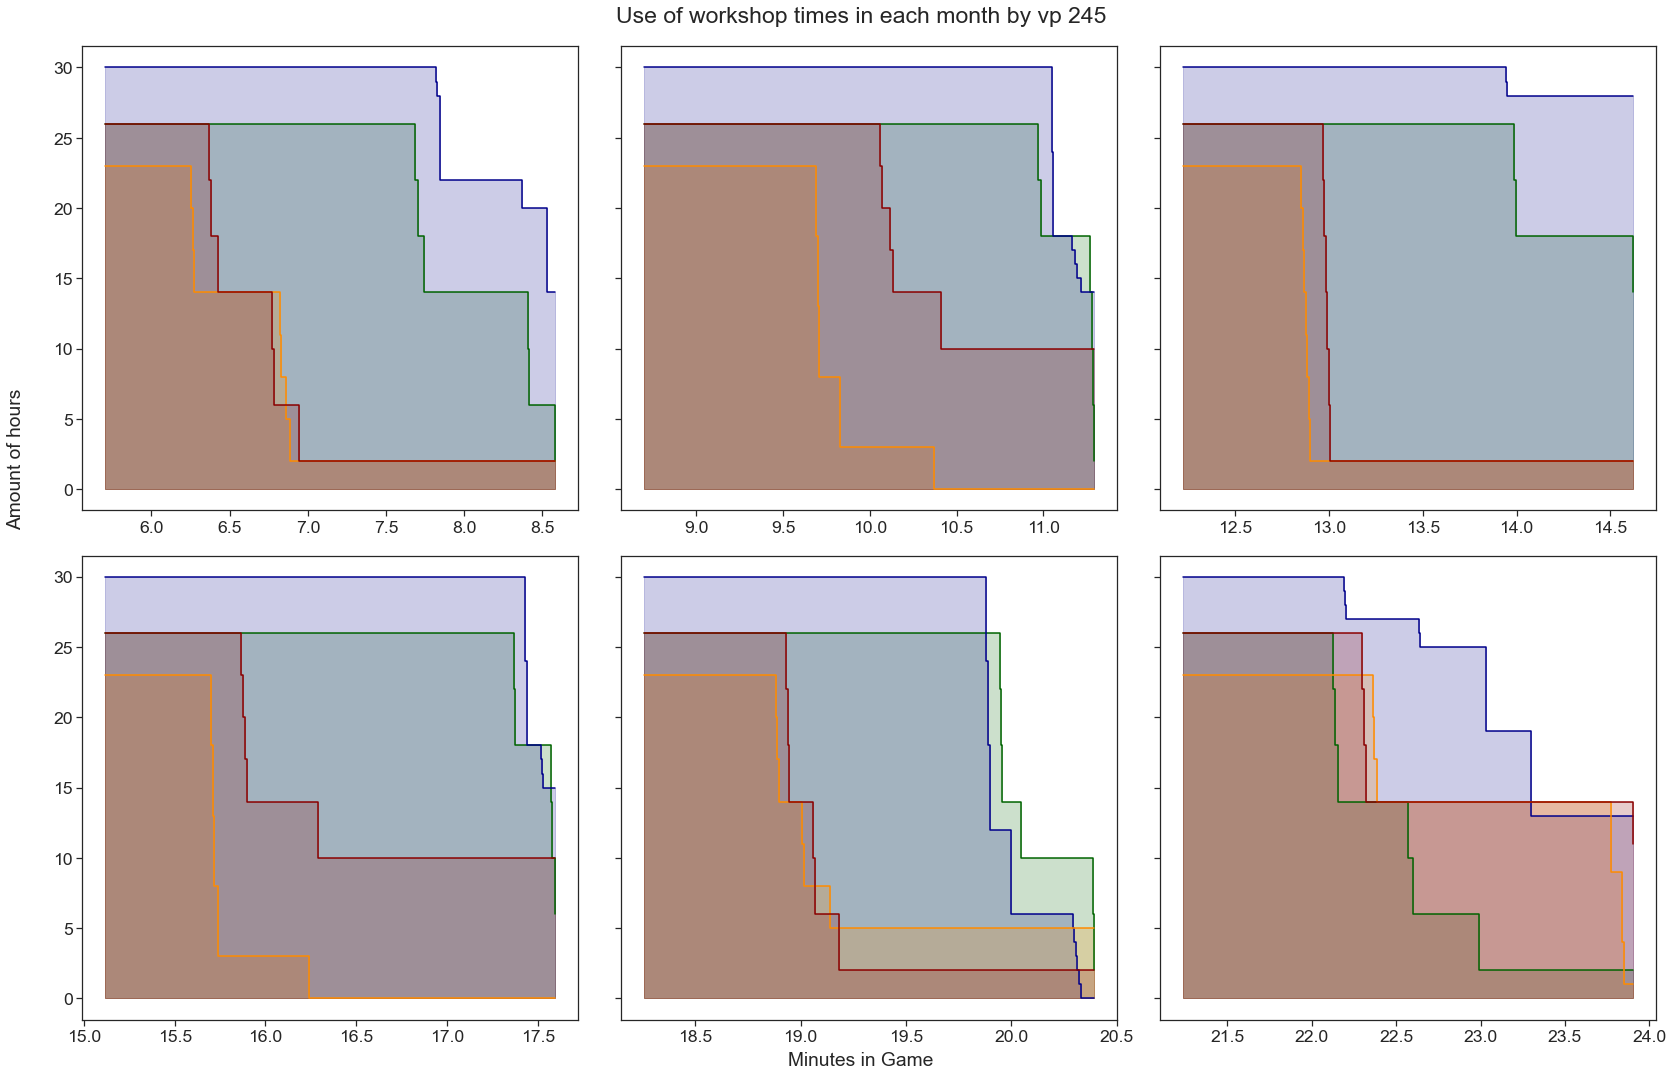 Use of workshop times in each month by vp 245
30
25
20
15
10
5
0
6.0 6.5 7.0 7.5 8.0 8.5
9.0 9.5 10.0 10.5 11.0
12.5 13.0 13.5 14.0 14.5
Amount of hours
30
25
20
15
10
5
0
15.0 15.5 16.0 16.5 17.0 17.5
18.5 19.0 19.5 20.0 20.5
21.5 22.0 22.5 23.0 23.5 24.0
Minutes in Game